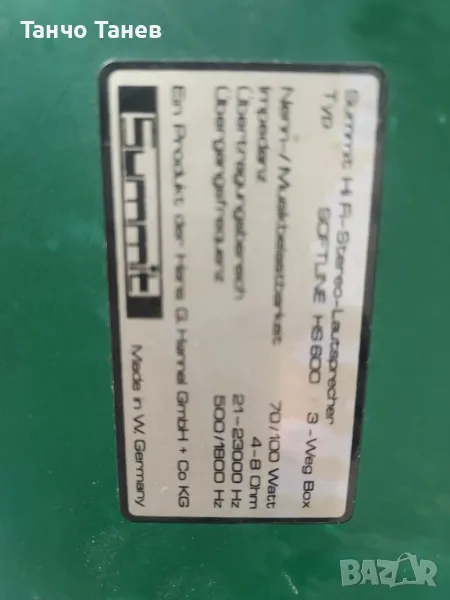 Танчо Танев
Summit Hi Fi-Stereo-Lautsprecher
Typ SOFTLINE HS 600 3-Weg Box
Nenn-/Musikbelastbarkeit 70/100 Watt
Impedanz 4-8 Ohm
Übertragungsbereich 21-23000 Hz
Übergangsfrequenz 500/1800 Hz
Ein Produkt der Hans G. Hennel GmbH + Co KG
summit Made in W. Germany
BAZAR